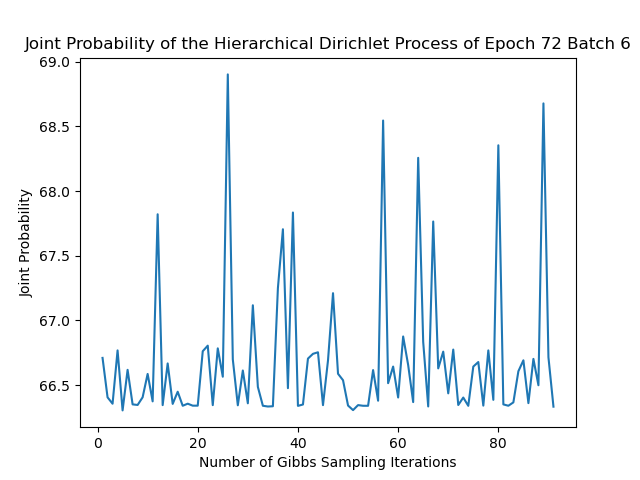 Joint Probability of the Hierarchical Dirichlet Process of Epoch 72 Batch 6
69.0
68.5
68.0
67.5
67.0
66.5
Joint Probability
0 20 40 60 80
Number of Gibbs Sampling Iterations